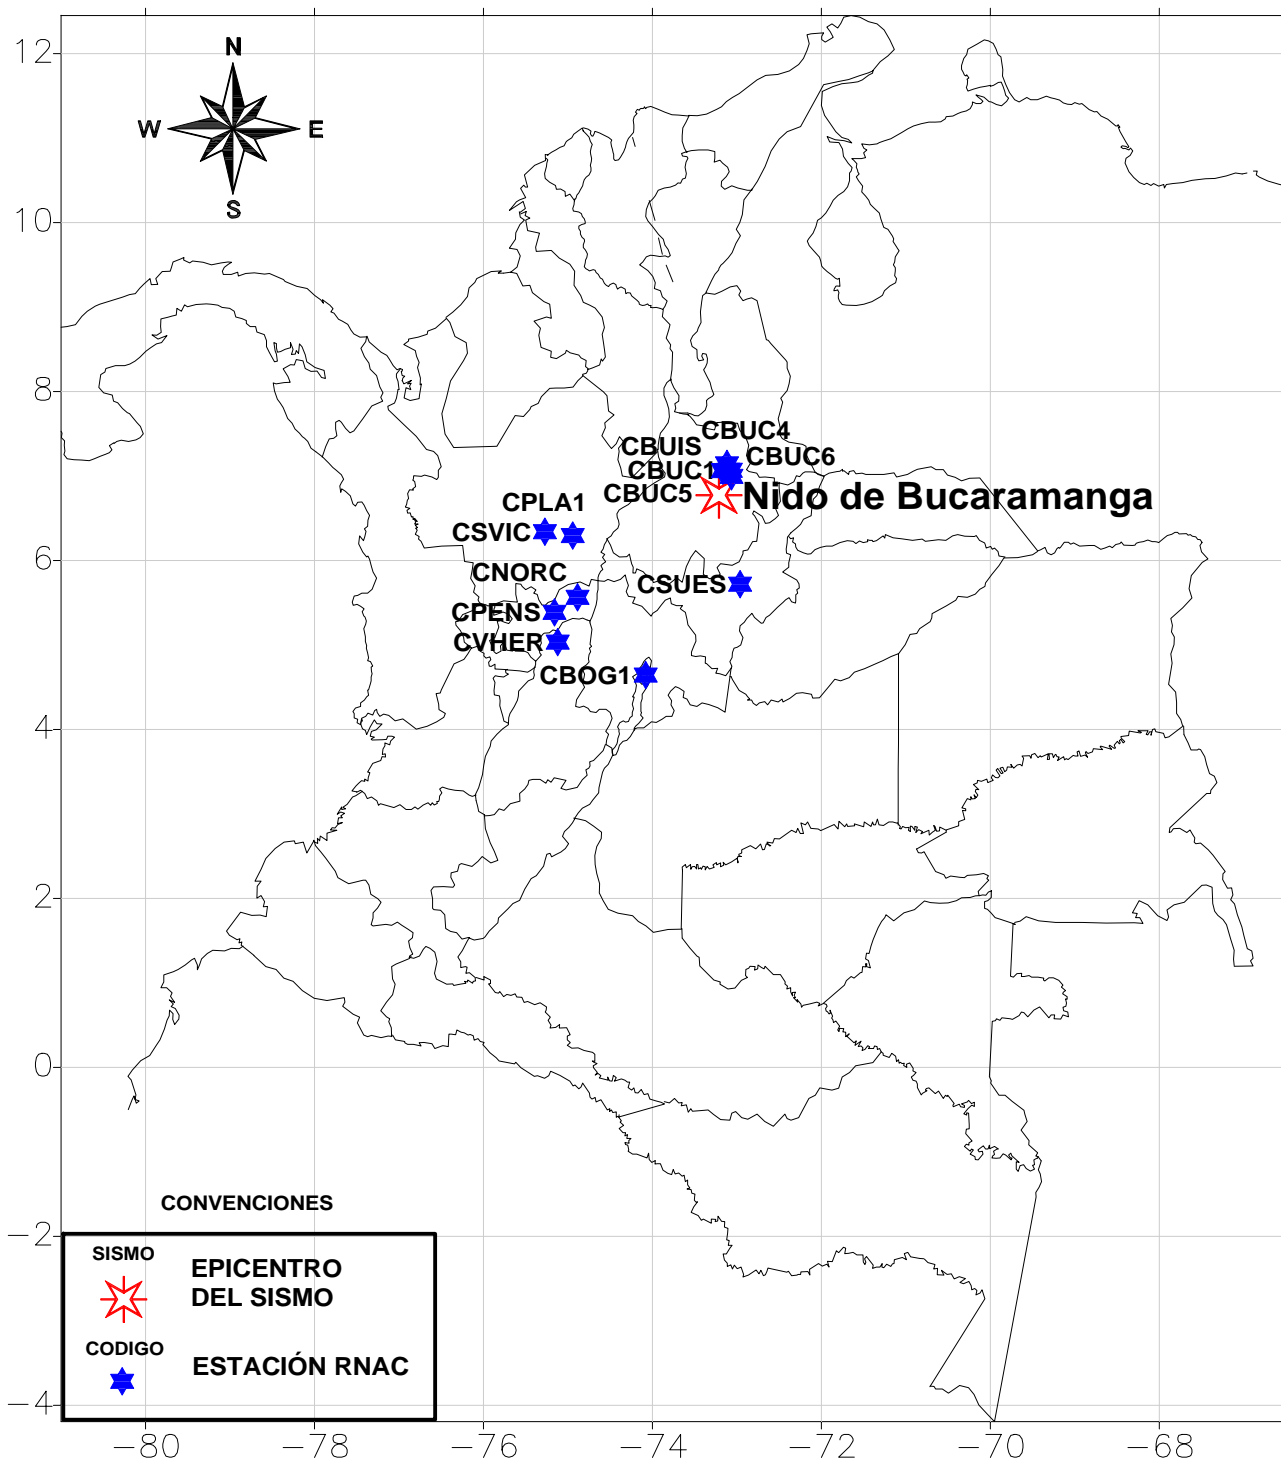 N
W E
S
12
10
8
6
4
2
0
−2
−4
CBUC4
CBUIS
CBUC6
CBUC1
CBUC5
Nido de Bucaramanga
CPLA1
CSVIC
CNORC
CSUES
CPENS
CVHER
CBOG1
CONVENCIONES
SISMO
EPICENTRO
DEL SISMO
CODIGO
ESTACIÓN RNAC
−80 −78 −76 −74 −72 −70 −68